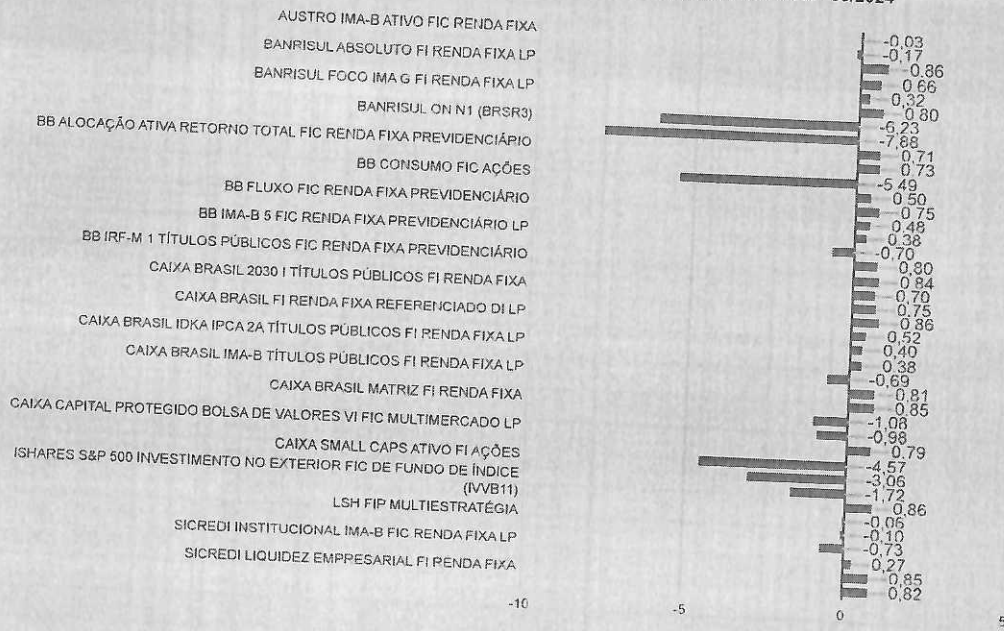 AUSTRO IMA-B ATIVO FIC RENDA FIXA
BANRISUL ABSOLUTO FI RENDA FIXA LP
BANRISUL FOCO IMA G FI RENDA FIXA LP
BANRISUL ON N1 (BRSR3)
BB ALOCAÇÃO ATIVA RETORNO TOTAL FIC RENDA FIXA PREVIDENCIÁRIO
BB CONSUMO FIC AÇÕES
BB FLUXO FIC RENDA FIXA PREVIDENCIÁRIO
BB IMA-B 5 FIC RENDA FIXA PREVIDENCIÁRIO LP
BB IRF-M 1 TÍTULOS PÚBLICOS FIC RENDA FIXA PREVIDENCIÁRIO
CAIXA BRASIL 2030 I TÍTULOS PÚBLICOS FI RENDA FIXA
CAIXA BRASIL FI RENDA FIXA REFERENCIADO DI LP
CAIXA BRASIL IDKA IPCA 2A TÍTULOS PÚBLICOS FI RENDA FIXA LP
CAIXA BRASIL IMA-B TÍTULOS PÚBLICOS FI RENDA FIXA LP
CAIXA BRASIL MATRIZ FI RENDA FIXA
CAIXA CAPITAL PROTEGIDO BOLSA DE VALORES VI FIC MULTIMERCADO LP
CAIXA SMALL CAPS ATIVO FI AÇÕES
ISHARES S&P 500 INVESTIMENTO NO EXTERIOR FIC DE FUNDO DE ÍNDICE
(IVVB11)
LSH FIP MULTIESTRATÉGIA
SICREDI INSTITUCIONAL IMA-B FIC RENDA FIXA LP
SICREDI LIQUIDEZ EMPRESARIAL FI RENDA FIXA
-0,03
-0,17
0,86
0,66
0,32
0,80
-6,23
-7,88
0,71
0,73
-5,49
0,50
0,75
0,48
0,38
-0,70
0,80
0,84
0,70
0,75
0,86
0,52
0,40
0,38
-0,69
0,81
0,85
-1,08
-0,98
0,79
-4,57
-3,06
-1,72
0,86
-0,06
-0,10
-0,73
0,27
0,85
0,82
-10
-5
0
5